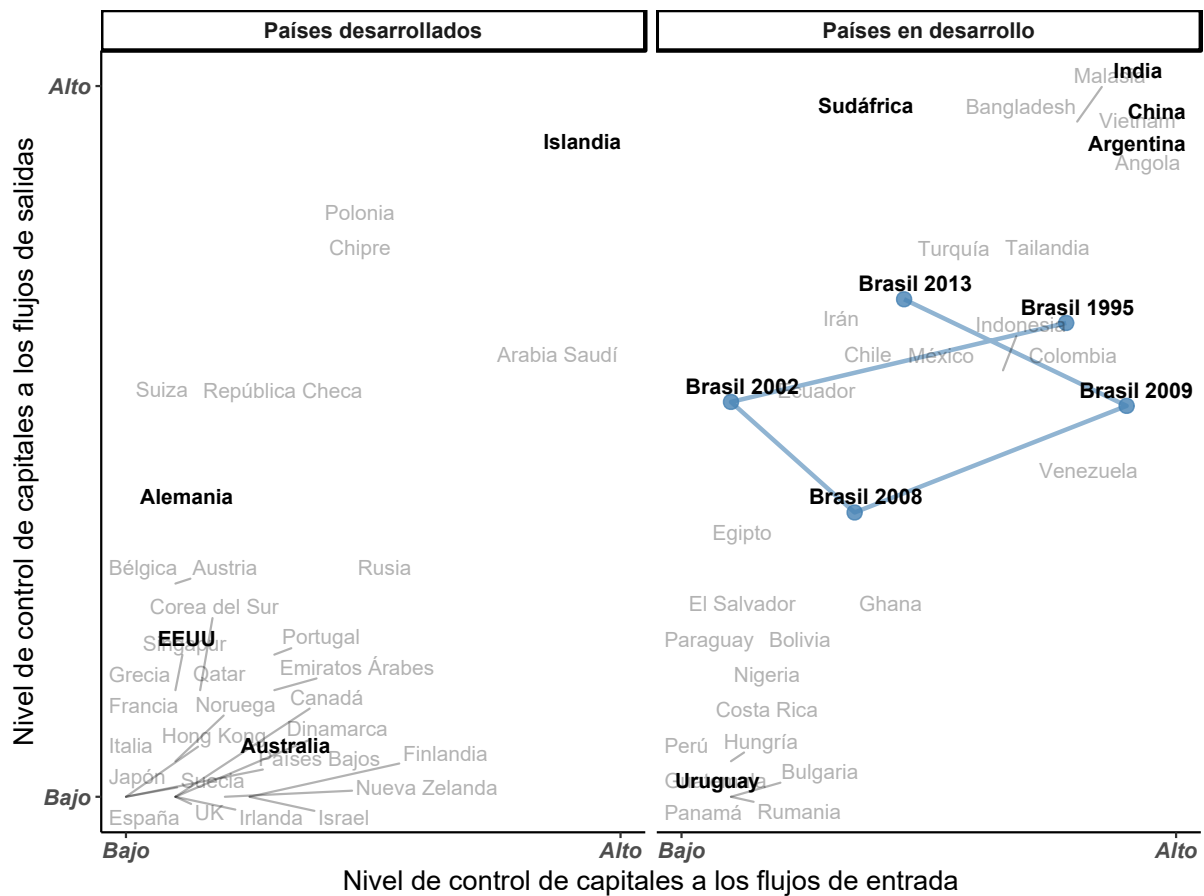 Países desarrollados
Países en desarrollo
Nivel de control de capitales a los flujos de salidas
Alto
Bajo
Islandia
Polonia
Chipre
Arabia Saudí
Suiza
República Checa
Alemania
Bélgica
Austria
Rusia
Corea del Sur
EEUU
Singapur
Portugal
Grecia
Qatar
Emiratos Árabes
Francia
Noruega
Canadá
Italia
Hong Kong
Dinamarca
Australia
Países Bajos
Finlandia
Japón
Suecia
Nueva Zelanda
España
UK
Irlanda
Israel
India
Malasia
Sudáfrica
Bangladesh
China
Vietnam
Argentina
Angola
Turquía
Tailandia
Brasil 2013
Brasil 1995
Irán
Indonesia
Chile
México
Colombia
Brasil 2002
Ecuador
Brasil 2009
Venezuela
Brasil 2008
Egipto
El Salvador
Ghana
Paraguay
Bolivia
Nigeria
Costa Rica
Perú
Hungría
Uruguay
Guatemala
Bulgaria
Panamá
Rumania
Bajo
Alto
Bajo
Alto
Nivel de control de capitales a los flujos de entrada